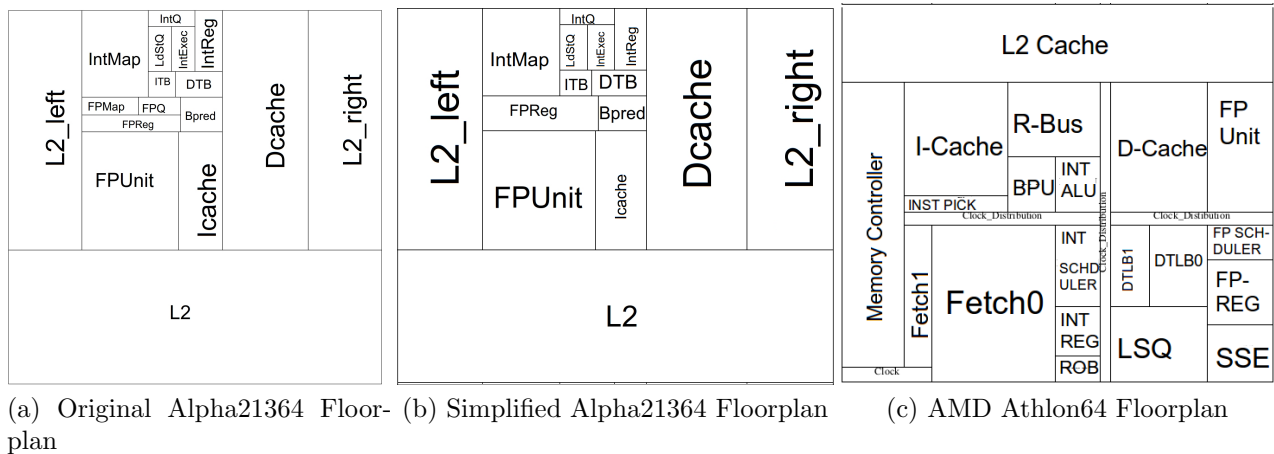 IntQ
IntMap
LdStQ
IntExec
IntReg
ITB
DTB
FPMap
FPQ
Bpred
FPReg
L2_left
FPUnit
Icache
Dcache
L2_right
L2
(a) Original Alpha21364 Floor-
plan
IntQ
IntMap
LdStQ
IntExec
IntReg
ITB
DTB
FPReg
Bpred
L2_left
FPUnit
Icache
Dcache
L2_right
L2
(b) Simplified Alpha21364 Floorplan
L2 Cache
Memory Controller
I-Cache
R-Bus
BPU
INT
ALU
INST PICK
Clock_Distribution
Clock_Distribution
D-Cache
FP
Unit
Clock_Distibution
Fetch1
Fetch0
INT
SCHD
ULER
INT
REG
ROB
DTLB1
DTLB0
FP SCH-
DULER
FP-
REG
LSQ
SSE
Clock
(c) AMD Athlon64 Floorplan